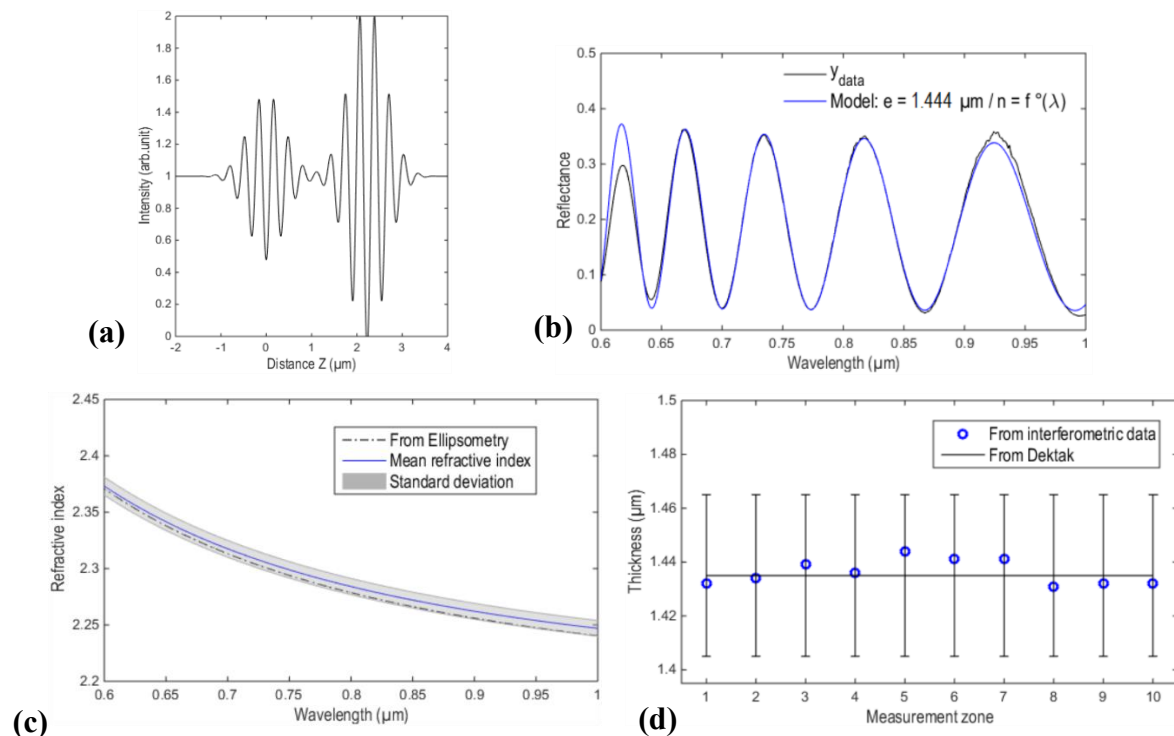 2
1.8
1.6
1.4
1.2
1
0.8
0.6
0.4
0.2
0
-2 -1 0 1 2 3 4
Intensity (arb.unit)
Distance Z (µm)
(a)
0.5
0.4
0.3
0.2
0.1
0
0.6 0.65 0.7 0.75 0.8 0.85 0.9 0.95 1
Reflectance
Wavelength (µm)
y_data
Model: e = 1.444 µm / n = f °(λ)
(b)
2.45
2.4
2.35
2.3
2.25
2.2
0.6 0.65 0.7 0.75 0.8 0.85 0.9 0.95 1
Refractive index
Wavelength (µm)
From Ellipsometry
Mean refractive index
Standard deviation
(c)
1.5
1.48
1.46
1.44
1.42
1.4
1 2 3 4 5 6 7 8 9 10
Thickness (µm)
Measurement zone
From interferometric data
From Dektak
(d)